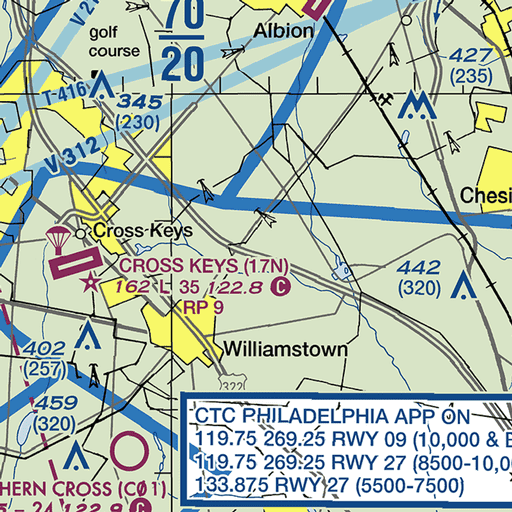 70
20
Albion
golf
course
V 2
427
(235)
T-416
345
(230)
V 312
Chesi
Cross Keys
CROSS KEYS (17N)
162 L 35 122.8 C
RP 9
442
(320)
402
(257)
Williamstown
322
459
(320)
CTC PHILADELPHIA APP ON
119.75 269.25 RWY 09 (10,000 & B
119.75 269.25 RWY 27 (8500-10,0
133.875 RWY 27 (5500-7500)
HERN CROSS (C01)
5 - 24 122.9 C